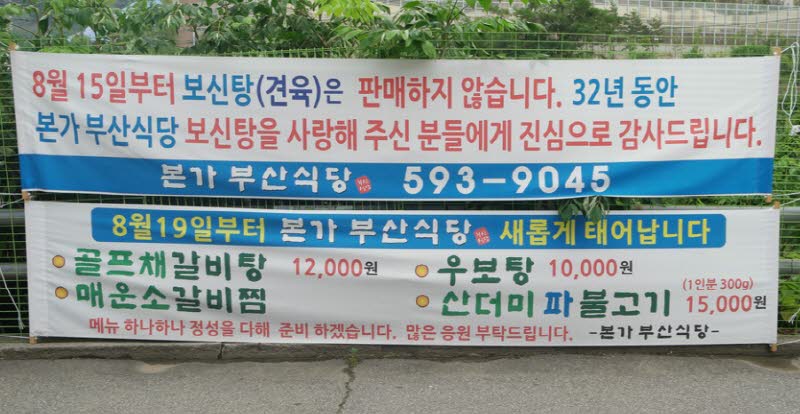 8월 15일부터 보신탕(견육)은 판매하지 않습니다. 32년 동안
본가 부산식당 보신탕을 사랑해 주신 분들에게 진심으로 감사드립니다.
본가 부산식당 593-9045
8월19일부터 본가 부산식당 새롭게 태어납니다
골프채갈비탕 12,000원 우보탕 10,000원
매운소갈비찜 산더미 파 불고기 (1인분 300g) 15,000원
메뉴 하나하나 정성을 다해 준비 하겠습니다. 많은 응원 부탁드립니다. -본가 부산식당-